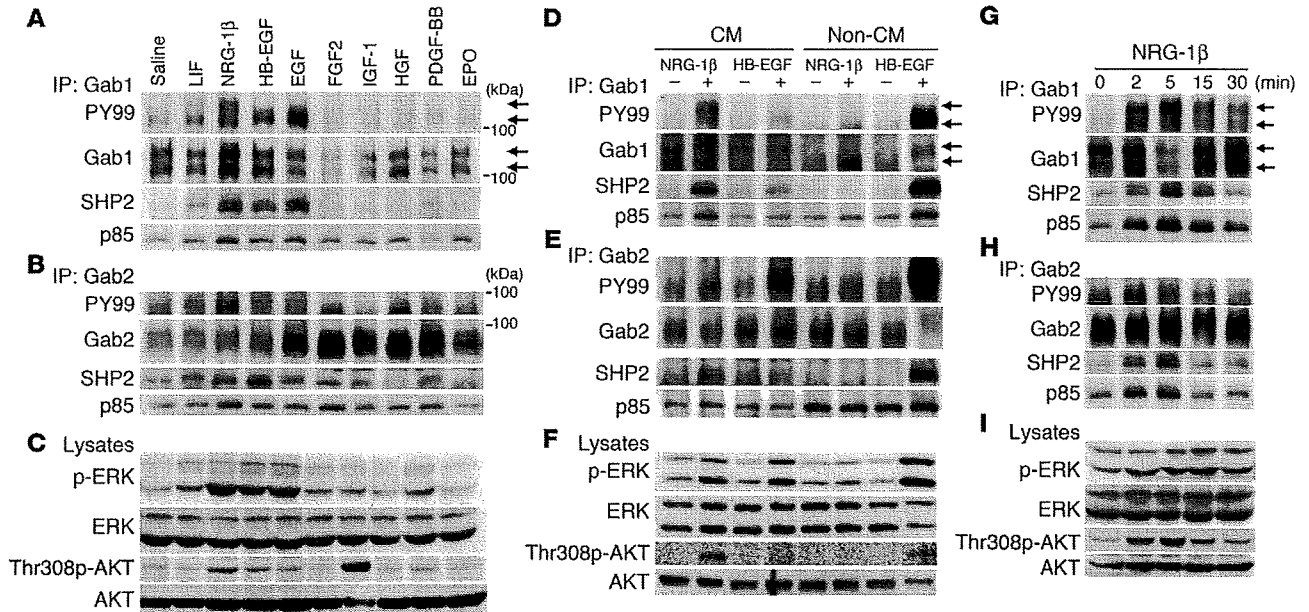 A
Saline
LIF
NRG-1β
HB-EGF
EGF
FGF2
IGF-1
HGF
PDGF-BB
EPO
IP: Gab1
(kDa)
PY99
-100
Gab1
-100
SHP2
p85
B
IP: Gab2
(kDa)
PY99
-100
Gab2
-100
SHP2
p85
C
Lysates
p-ERK
ERK
Thr308p-AKT
AKT
D
CM Non-CM
NRG-1β HB-EGF NRG-1β HB-EGF
IP: Gab1 − + − + − + − +
PY99
Gab1
SHP2
p85
E
IP: Gab2
PY99
Gab2
SHP2
p85
F
Lysates
p-ERK
ERK
Thr308p-AKT
AKT
G
NRG-1β
0 2 5 15 30 (min)
IP: Gab1
PY99
Gab1
SHP2
p85
H
IP: Gab2
PY99
Gab2
SHP2
p85
I
Lysates
p-ERK
ERK
Thr308p-AKT
AKT